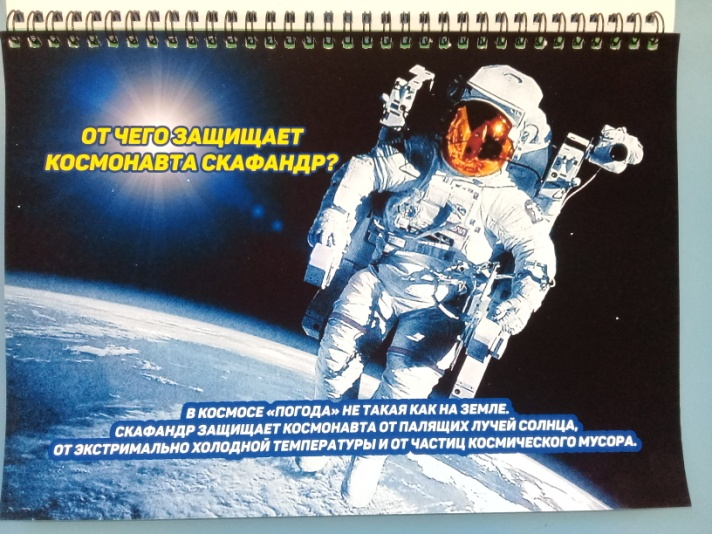 ОТ ЧЕГО ЗАЩИЩАЕТ
КОСМОНАВТА СКАФАНДР?
В КОСМОСЕ «ПОГОДА» НЕ ТАКАЯ КАК НА ЗЕМЛЕ.
СКАФАНДР ЗАЩИЩАЕТ КОСМОНАВТА ОТ ПАЛЯЩИХ ЛУЧЕЙ СОЛНЦА,
ОТ ЭКСТРИМАЛЬНО ХОЛОДНОЙ ТЕМПЕРАТУРЫ И ОТ ЧАСТИЦ КОСМИЧЕСКОГО МУСОРА.